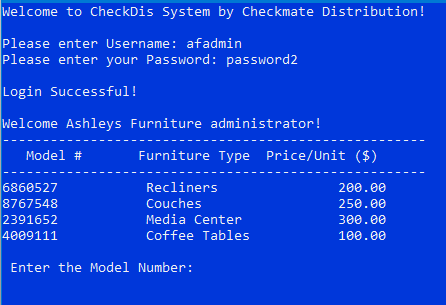 Welcome to CheckDis System by Checkmate Distribution!
Please enter Username: afadmin
Please enter your Password: password2
Login Successful!
Welcome Ashleys Furniture administrator!
-----------------------------------------------------
Model # Furniture Type Price/Unit ($)
-----------------------------------------------------
6860527 Recliners 200.00
8767548 Couches 250.00
2391652 Media Center 300.00
4009111 Coffee Tables 100.00
Enter the Model Number: